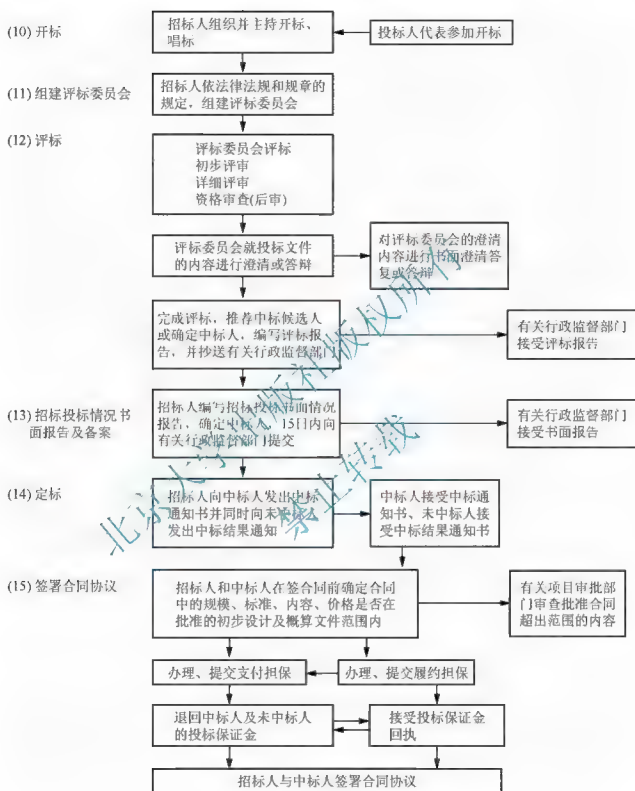 (10) 开标
招标人组织并主持开标、
唱标
投标人代表参加开标
(11) 组建评标委员会
招标人依法律法规和规章的
规定，组建评标委员会
(12) 评标
评标委员会评标
初步评审
详细评审
资格审查(后审)
评标委员会就投标文件
的内容进行澄清或答辩
对评标委员会的澄清
内容进行书面澄清答
复或答辩
完成评标，推荐中标候选人
或确定中标人，编写评标报
告，并抄送有关行政监督部门
有关行政监督部门
接受评标报告
(13) 招标投标情况书
面报告及备案
招标人编写招标投标书面情况
报告，确定中标人，15日内向
有关行政监督部门提交
有关行政监督部门
接受书面报告
(14) 定标
招标人向中标人发出中标
通知书并同时向未中标人
发出中标结果通知
中标人接受中标通
知书、未中标人接
受中标结果通知书
(15) 签署合同协议
招标人和中标人在签合同前确定合同
中的规模、标准、内容、价格是否在
批准的初步设计及概算文件范围内
有关项目审批部
门审查批准合同
超出范围的内容
办理、提交支付担保
办理、提交履约担保
退回中标人及未中标人
的投标保证金
接受投标保证金
回执
招标人与中标人签署合同协议
北京大学出版社版权所有
禁止转载